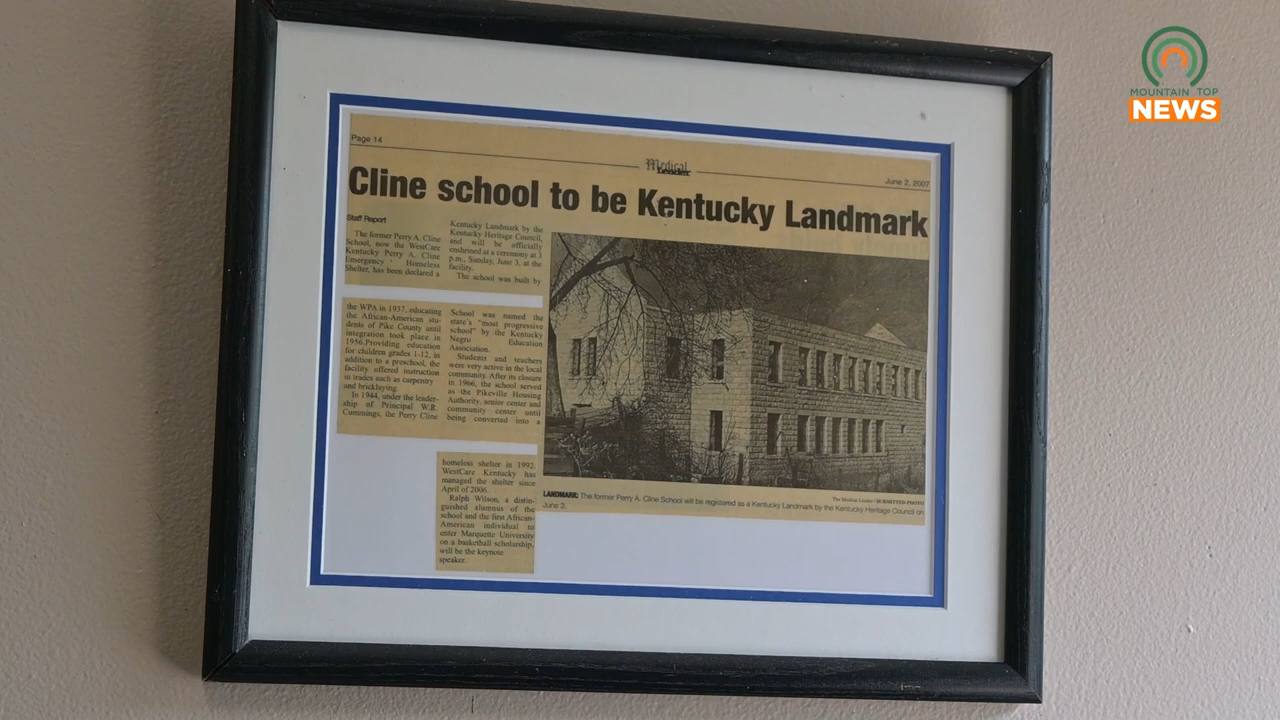 MOUNTAIN TOP
NEWS
Page 14
Medical
Leader
June 2, 2007
Cline school to be Kentucky Landmark
Staff Report
The former Perry A. Cline
School, now the WestCare
Kentucky Perry A. Cline
Emergency Homeless
Shelter, has been declared a
Kentucky Landmark by the
Kentucky Heritage Council,
and will be officially
enshrined at a ceremony at 3
p.m., Sunday, June 3, at the
facility.
The school was built by
the WPA in 1937, educating
the African-American stu-
dents of Pike County until
integration took place in
1956.Providing education
for children grades 1-12, in
addition to a preschool, the
facility offered instruction
in trades such as carpentry
and bricklaying.
In 1944, under the leader-
ship of Principal W.R.
Cummings, the Perry Cline
School was named the
state's "most progressive
school" by the Kentucky
Negro Education
Association.
Students and teachers
were very active in the local
community. After its closure
in 1966, the school served
as the Pikeville Housing
Authority, senior center and
community center until
being converted into a
homeless shelter in 1992.
WestCare Kentucky has
managed the shelter since
April of 2006.
Ralph Wilson, a distin-
guished alumnus of the
school and the first African-
American individual to
enter Marquette University
on a basketball scholarship,
will be the keynote
speaker.
The Medical Leader / SUBMITTED PHOTO
LANDMARK: The former Perry A. Cline School will be registered as a Kentucky Landmark by the Kentucky Heritage Council on
June 2.